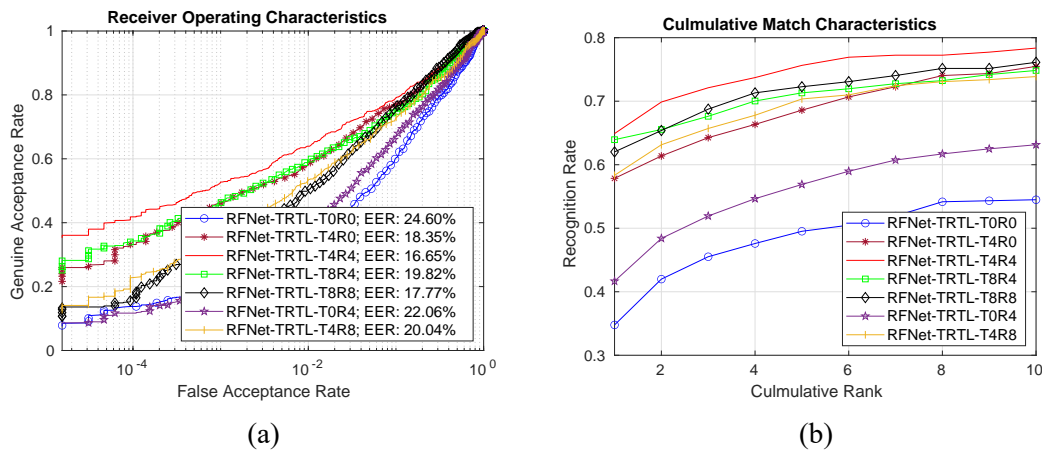 Receiver Operating Characteristics
1
0.8
0.6
0.4
0.2
0
Genuine Acceptance Rate
RFNet-TRTL-T0R0; EER: 24.60%
RFNet-TRTL-T4R0; EER: 18.35%
RFNet-TRTL-T4R4; EER: 16.65%
RFNet-TRTL-T8R4; EER: 19.82%
RFNet-TRTL-T8R8; EER: 17.77%
RFNet-TRTL-T0R4; EER: 22.06%
RFNet-TRTL-T4R8; EER: 20.04%
10⁻⁴ 10⁻² 10⁰
False Acceptance Rate
(a)
Culmulative Match Characteristics
0.8
0.7
0.6
0.5
0.4
0.3
Recognition Rate
RFNet-TRTL-T0R0
RFNet-TRTL-T4R0
RFNet-TRTL-T4R4
RFNet-TRTL-T8R4
RFNet-TRTL-T8R8
RFNet-TRTL-T0R4
RFNet-TRTL-T4R8
2 4 6 8 10
Culmulative Rank
(b)